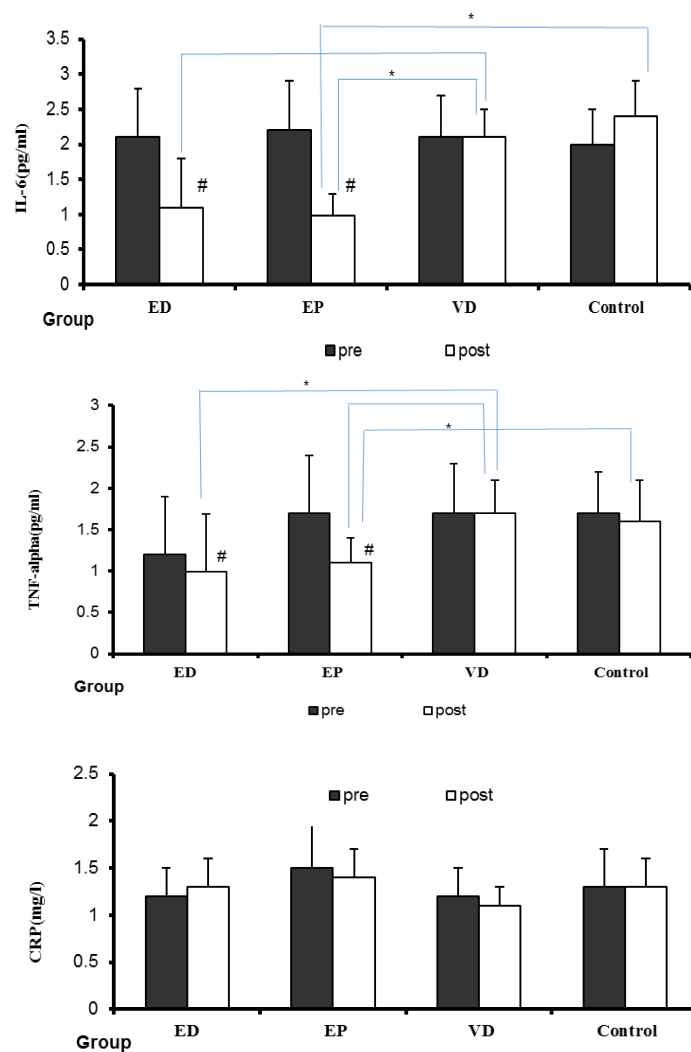 *
4
3.5
*
3
2.5
2
1.5
#
#
1
0.5
0
IL-6(pg/ml)
ED EP VD Control
Group
pre post
*
3
*
2.5
2
1.5
#
#
1
0.5
0
TNF-alpha(pg/ml)
ED EP VD Control
Group
pre post
2.5
pre post
2
1.5
1
0.5
0
CRP(mg/l)
ED EP VD Control
Group